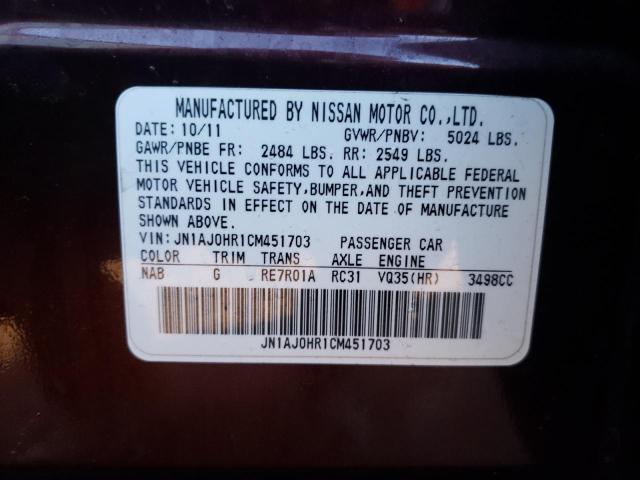 MANUFACTURED BY NISSAN MOTOR CO.,LTD.
DATE: 10/11 GVWR/PNBV: 5024 LBS.
GAWR/PNBE FR: 2484 LBS. RR: 2549 LBS.
THIS VEHICLE CONFORMS TO ALL APPLICABLE FEDERAL
MOTOR VEHICLE SAFETY,BUMPER,AND THEFT PREVENTION
STANDARDS IN EFFECT ON THE DATE OF MANUFACTURE
SHOWN ABOVE.
VIN: JN1AJ0HR1CM451703 PASSENGER CAR
COLOR TRIM TRANS AXLE ENGINE
NAB G RE7R01A RC31 VQ35(HR) 3498CC
JN1AJ0HR1CM451703